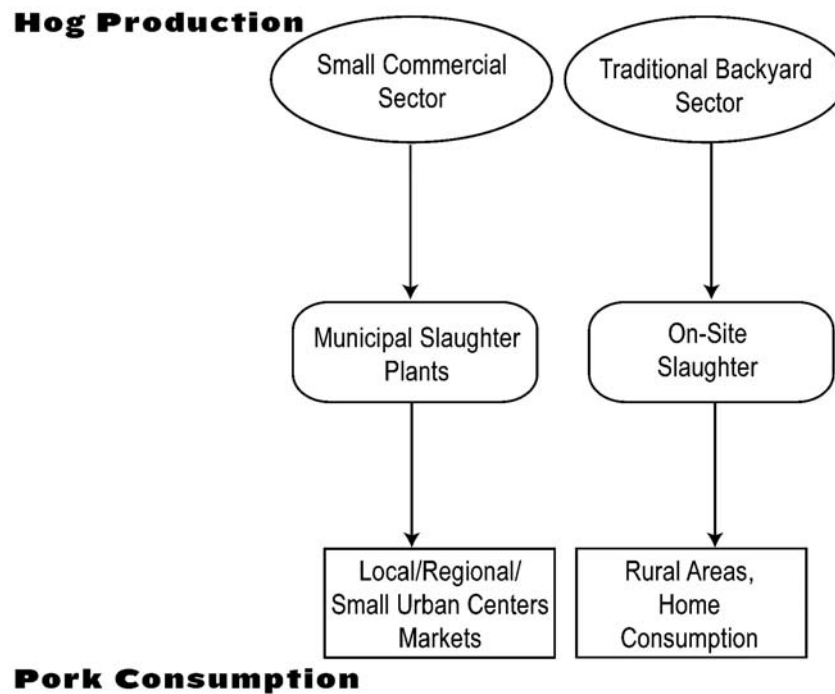 Hog Production
Small Commercial
Sector
Traditional Backyard
Sector
Municipal Slaughter
Plants
On-Site
Slaughter
Local/Regional/
Small Urban Centers
Markets
Rural Areas,
Home
Consumption
Pork Consumption